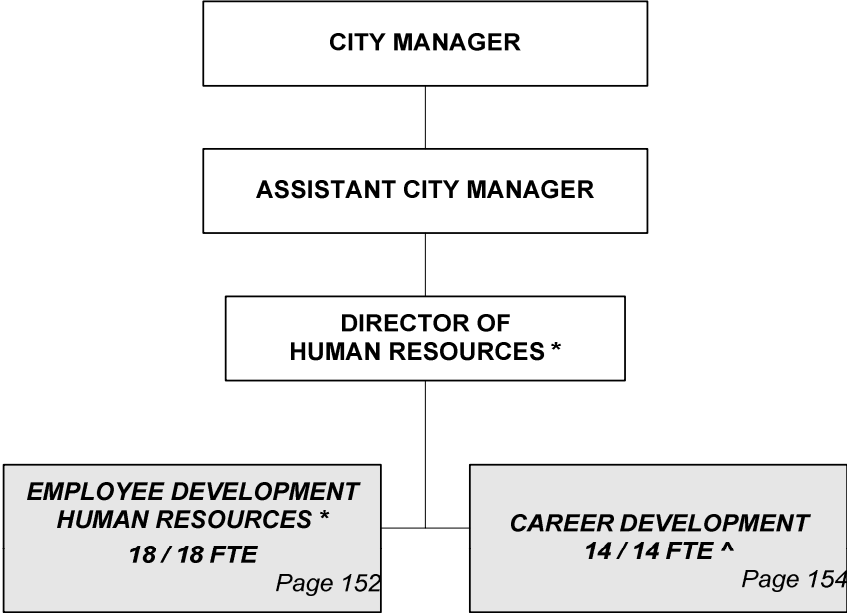 CITY MANAGER
ASSISTANT CITY MANAGER
DIRECTOR OF
HUMAN RESOURCES *
EMPLOYEE DEVELOPMENT
HUMAN RESOURCES *
18 / 18 FTE
Page 152
CAREER DEVELOPMENT
14 / 14 FTE ^
Page 154